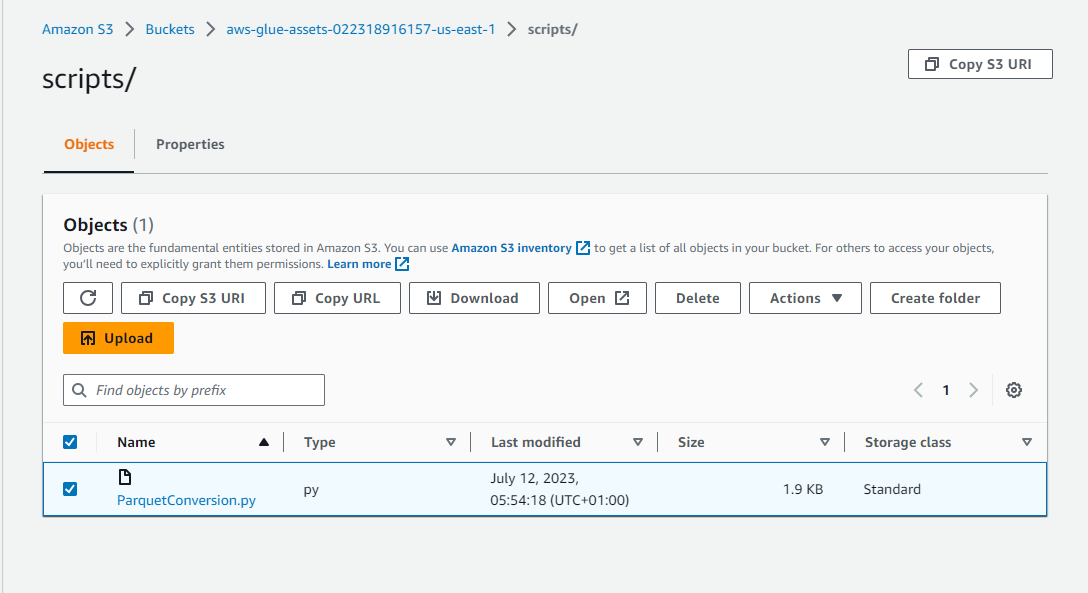 Amazon S3 > Buckets > aws-glue-assets-022318916157-us-east-1 > scripts/
scripts/
Copy S3 URI
Objects Properties
Objects (1)
Objects are the fundamental entities stored in Amazon S3. You can use Amazon S3 inventory to get a list of all objects in your bucket. For others to access your objects,
you'll need to explicitly grant them permissions. Learn more
Copy S3 URI Copy URL Download Open Delete Actions Create folder
Upload
Find objects by prefix 1
Name Type Last modified Size Storage class
ParquetConversion.py py July 12, 2023, 1.9 KB Standard
05:54:18 (UTC+01:00)